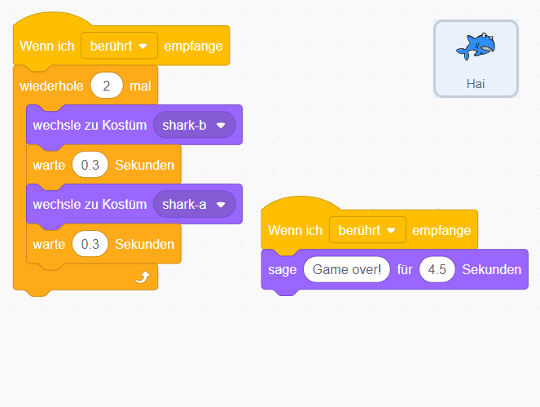 Wenn ich berührt empfange
wiederhole 2 mal
wechsle zu Kostüm shark-b
warte 0.3 Sekunden
wechsle zu Kostüm shark-a
warte 0.3 Sekunden
Hai
Wenn ich berührt empfange
sage Game over! für 4.5 Sekunden